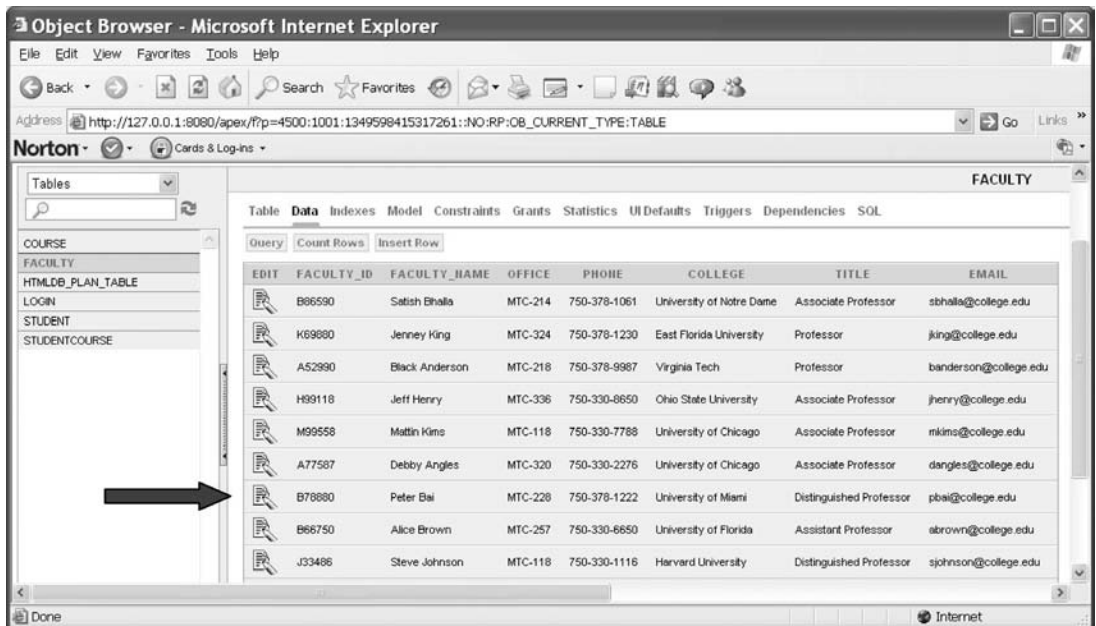 Object Browser - Microsoft Internet Explorer
File Edit View Favorites Tools Help
Back Search Favorites
Address http://127.0.0.1:8080/apex/f?p=4500:1001:1349598415317261::NO:RP:OB_CURRENT_TYPE:TABLE Go Links »
Norton Cards & Log-ins
Tables
FACULTY
Table Data Indexes Model Constraints Grants Statistics UI Defaults Triggers Dependencies SQL
Query Count Rows Insert Row
COURSE
FACULTY
HTMLDB_PLAN_TABLE
LOGIN
STUDENT
STUDENTCOURSE
EDIT FACULTY_ID FACULTY_NAME OFFICE PHONE COLLEGE TITLE EMAIL
B86590 Satish Bhalla MTC-214 750-378-1061 University of Notre Dame Associate Professor sbhalla@college.edu
K69880 Jenney King MTC-324 750-378-1230 East Florida University Professor jking@college.edu
A52990 Black Anderson MTC-218 750-378-9987 Virginia Tech Professor banderson@college.edu
H99118 Jeff Henry MTC-336 750-330-8650 Ohio State University Associate Professor jhenry@college.edu
M99558 Mattin Kims MTC-118 750-330-7788 University of Chicago Associate Professor mkims@college.edu
A77587 Debby Angles MTC-320 750-330-2276 University of Chicago Associate Professor dangles@college.edu
B78880 Peter Bai MTC-228 750-378-1222 University of Miami Distinguished Professor pbai@college.edu
B66750 Alice Brown MTC-257 750-330-6650 University of Florida Assistant Professor abrown@college.edu
J33486 Steve Johnson MTC-118 750-330-1116 Harvard University Distinguished Professor sjohnson@college.edu
Done Internet